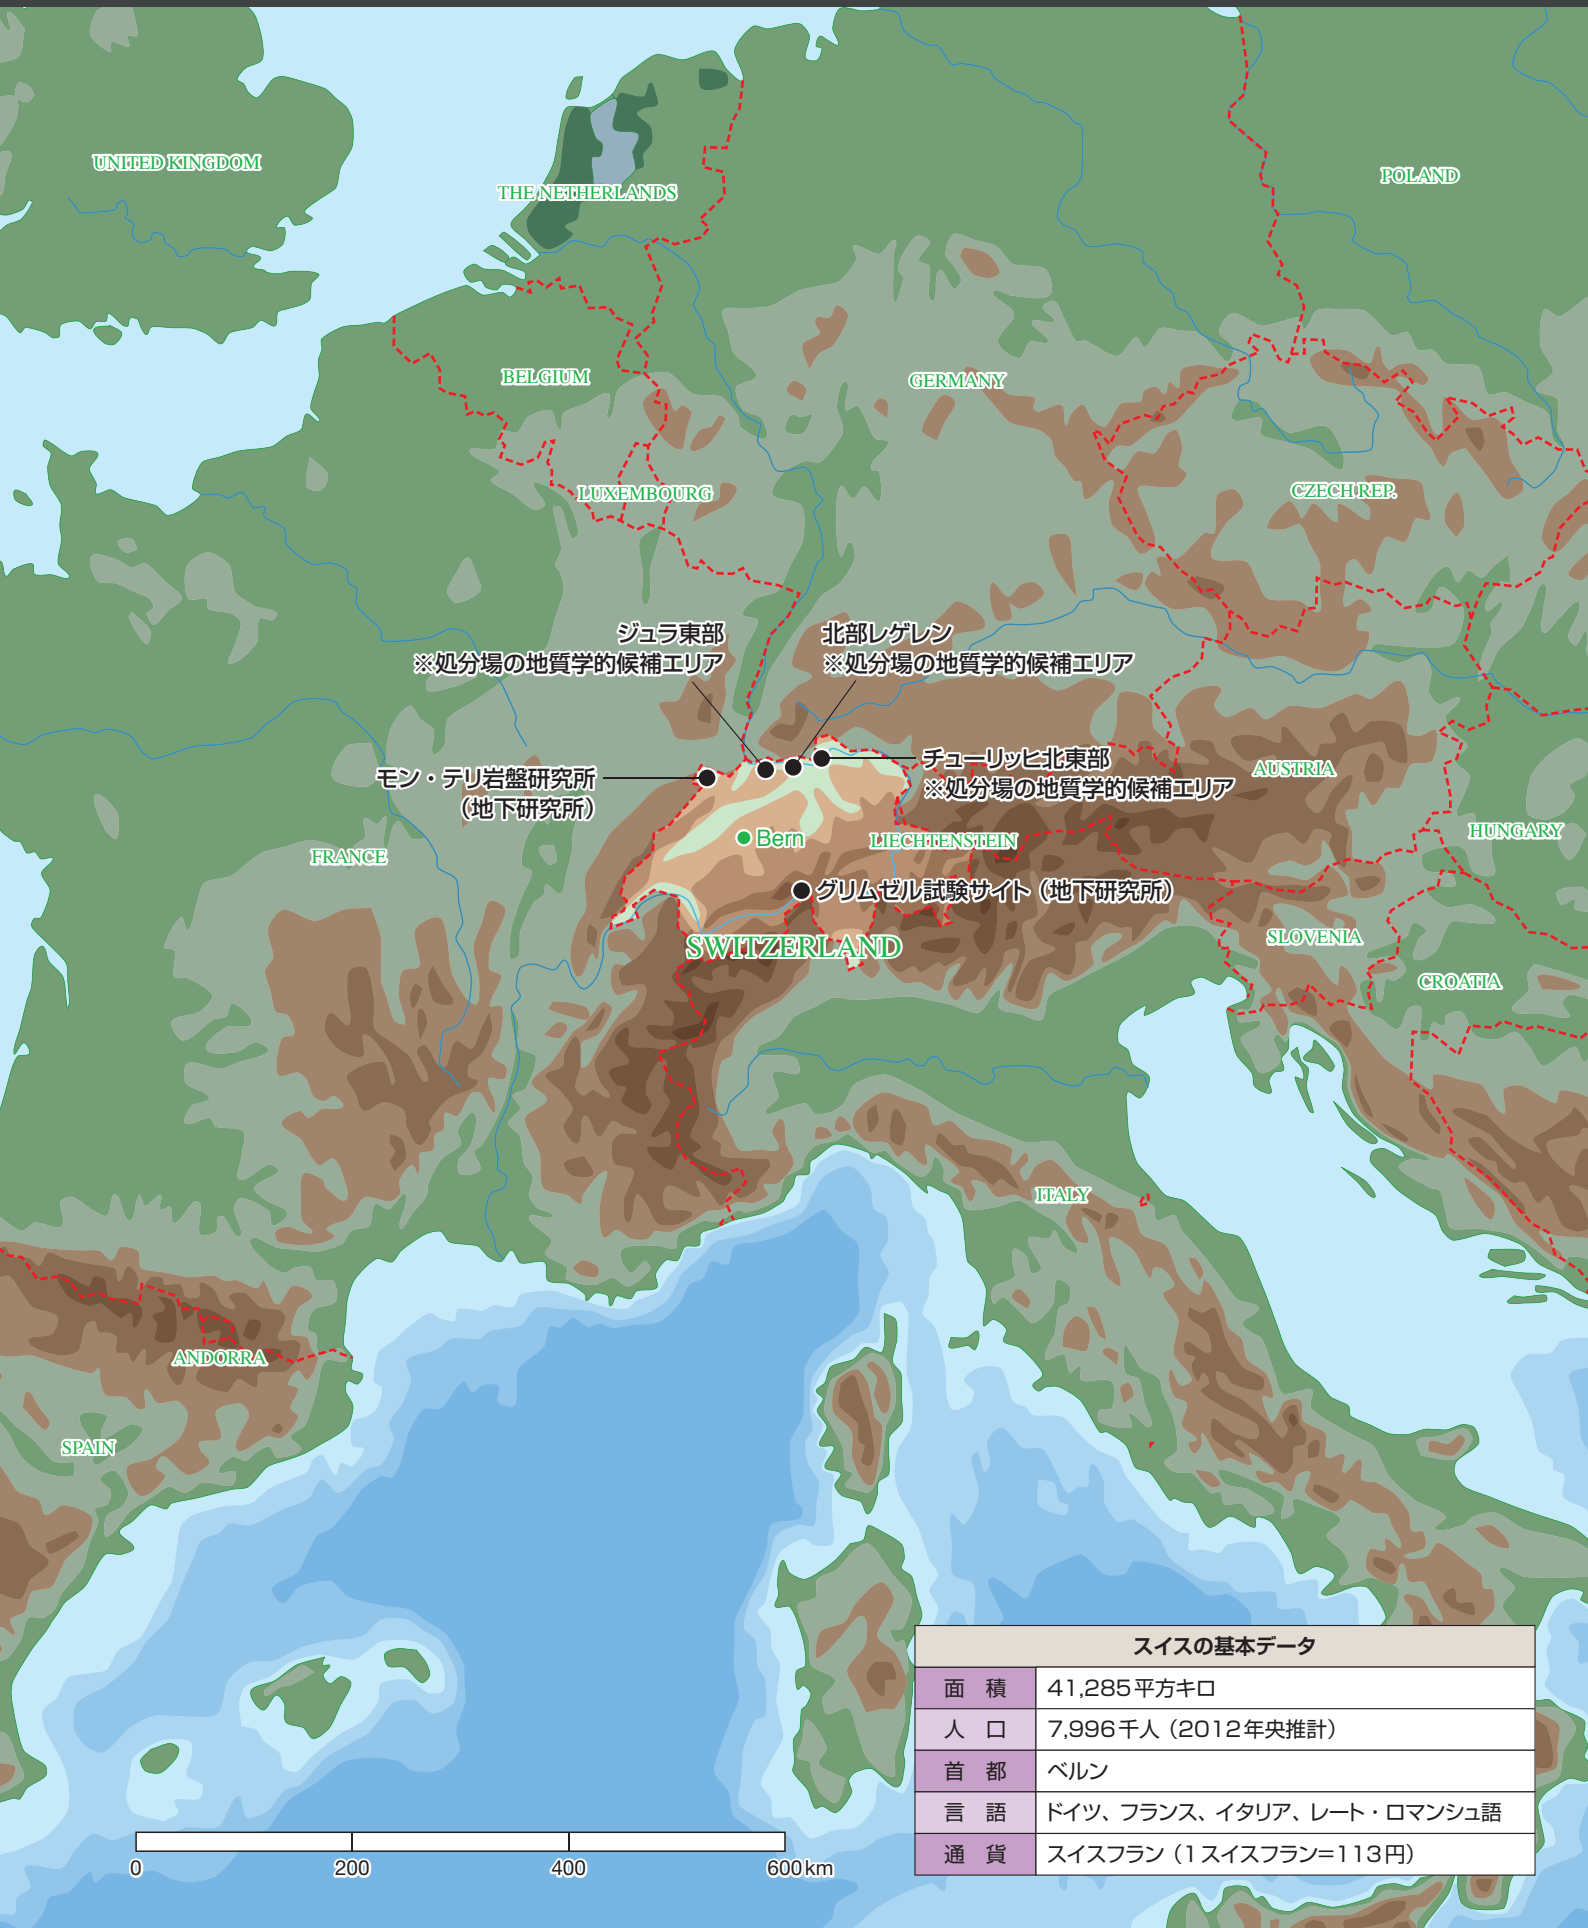 UNITED KINGDOM
THE NETHERLANDS
POLAND
BELGIUM
GERMANY
LUXEMBOURG
CZECH REP.
ジュラ東部
※処分場の地質学的候補エリア
北部レゲレン
※処分場の地質学的候補エリア
チューリッヒ北東部
※処分場の地質学的候補エリア
モン・テリ岩盤研究所
（地下研究所）
AUSTRIA
HUNGARY
Bern
LIECHTENSTEIN
FRANCE
グリムゼル試験サイト（地下研究所）
SWITZERLAND
SLOVENIA
CROATIA
ITALY
ANDORRA
SPAIN
スイスの基本データ
面　積 41,285平方キロ
人　口 7,996千人（2012年央推計）
首　都 ベルン
言　語 ドイツ、フランス、イタリア、レート・ロマンシュ語
通　貨 スイスフラン（1スイスフラン=113円）
0 200 400 600km